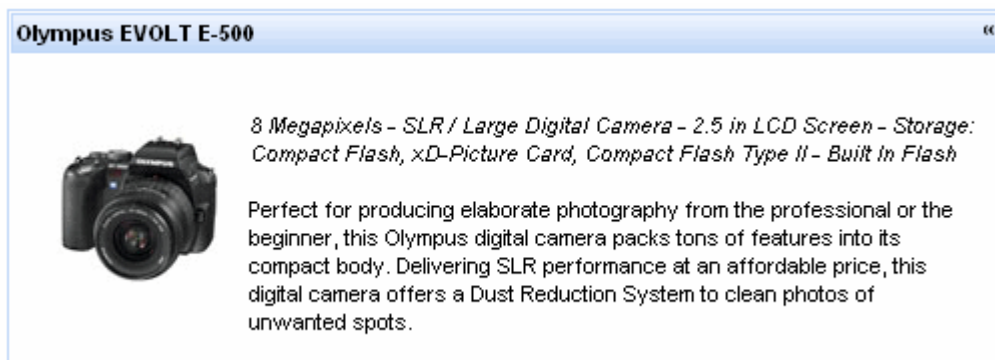 Olympus EVOLT E-500 «
OLYMPUS
8 Megapixels - SLR / Large Digital Camera - 2.5 in LCD Screen - Storage:
Compact Flash, xD-Picture Card, Compact Flash Type II - Built In Flash
Perfect for producing elaborate photography from the professional or the
beginner, this Olympus digital camera packs tons of features into its
compact body. Delivering SLR performance at an affordable price, this
digital camera offers a Dust Reduction System to clean photos of
unwanted spots.